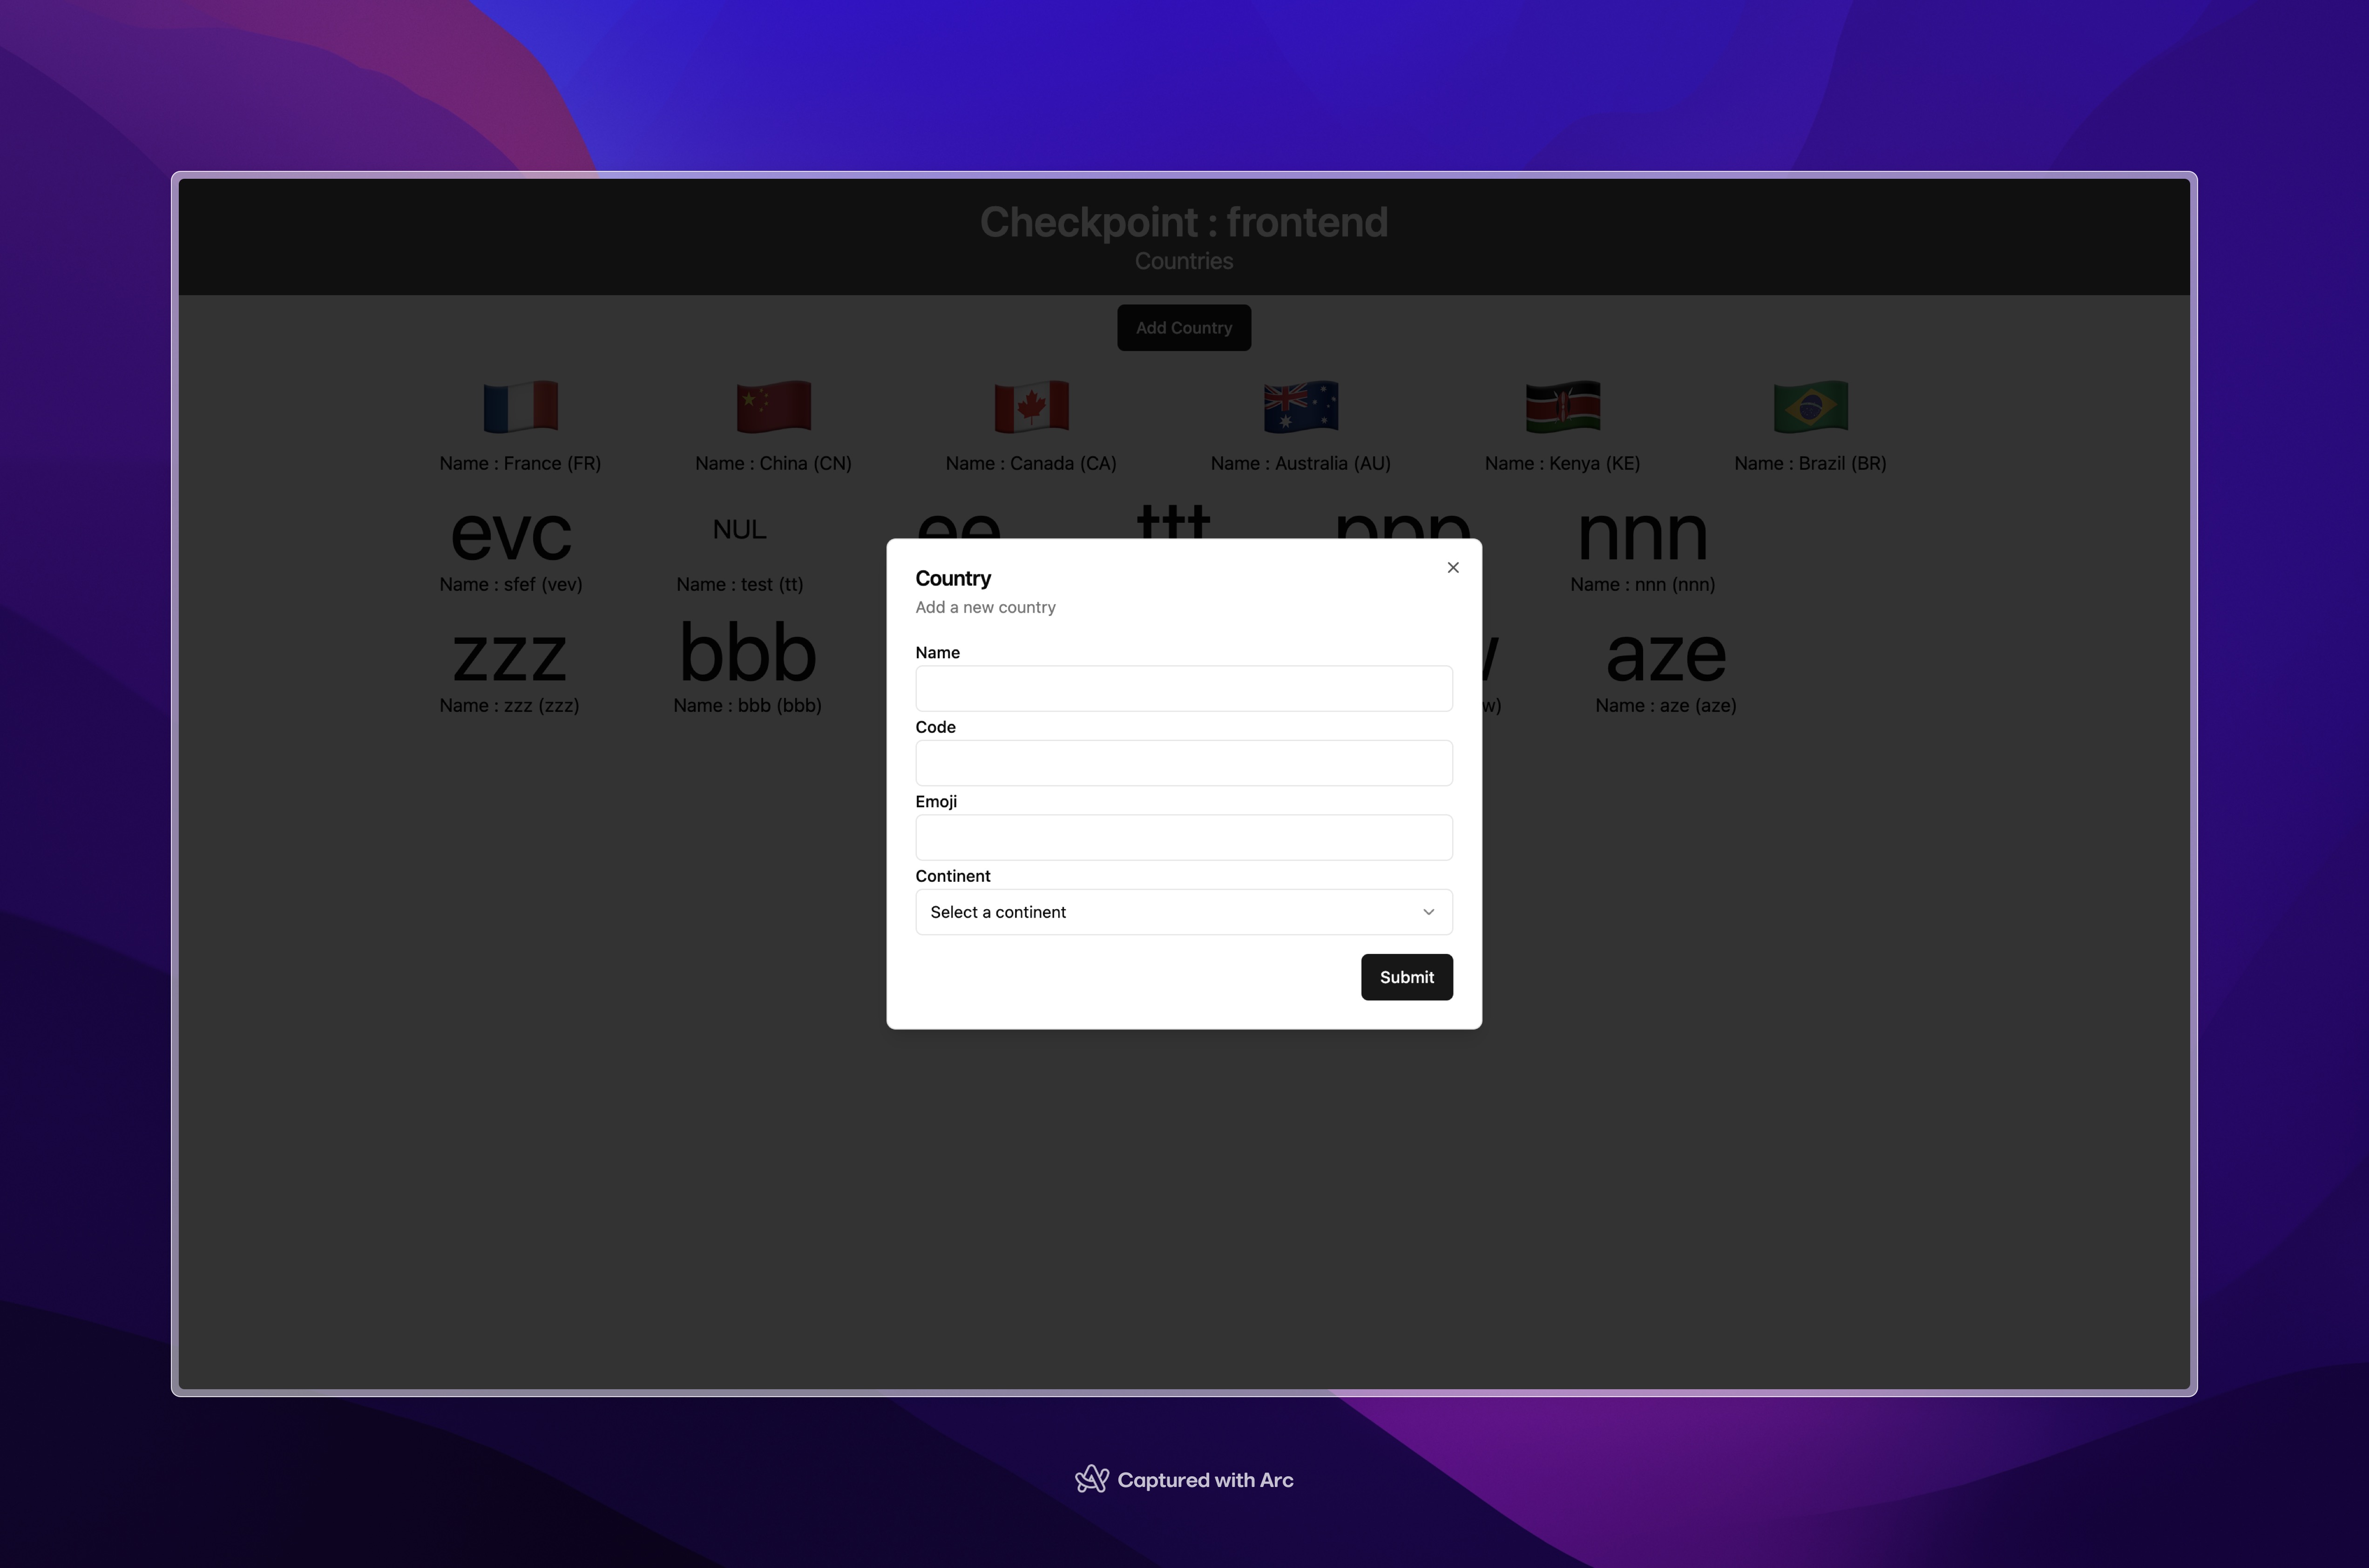 Checkpoint : frontend
Countries
Add Country
Name : France (FR)
Name : China (CN)
Name : Canada (CA)
Name : Australia (AU)
Name : Kenya (KE)
Name : Brazil (BR)
evc
NUL
ee
ttt
ppp
nnn
Name : sfef (vev)
Name : test (tt)
Name : nnn (nnn)
zzz
bbb
aze
Name : zzz (zzz)
Name : bbb (bbb)
w)
Name : aze (aze)
Country
Add a new country
Name
Code
Emoji
Continent
Select a continent
Submit
Captured with Arc